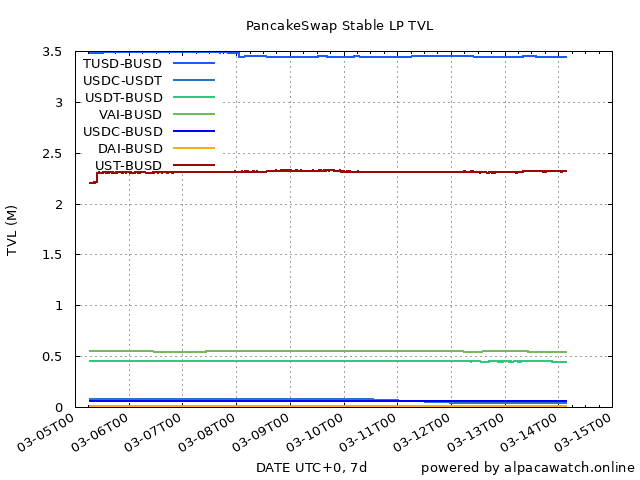 PancakeSwap Stable LP TVL
3.5
3
2.5
2
1.5
1
0.5
0
TVL (M)
TUSD-BUSD
USDC-USDT
USDT-BUSD
VAI-BUSD
USDC-BUSD
DAI-BUSD
UST-BUSD
03-05T00
03-06T00
03-07T00
03-08T00
03-09T00
03-10T00
03-11T00
03-12T00
03-13T00
03-14T00
03-15T00
DATE UTC+0, 7d
powered by alpacawatch.online